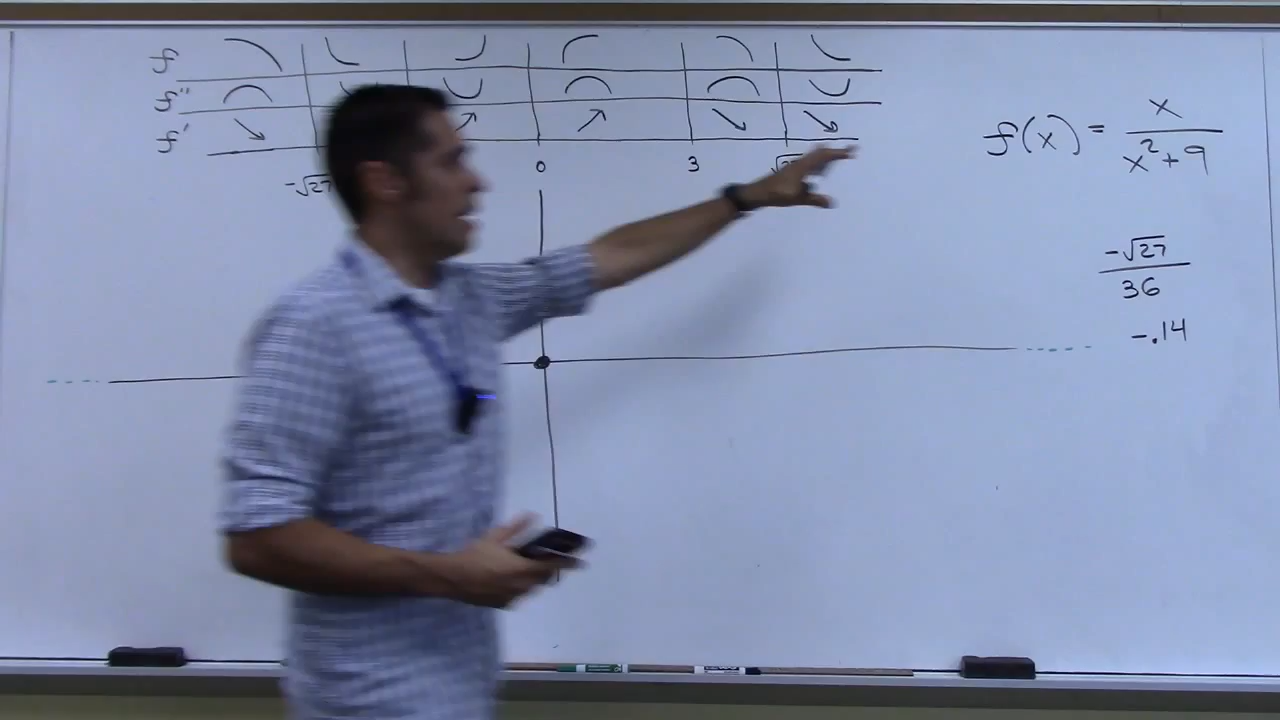 f
f''
f'
-√27
0
3
f(x) = x / x² + 9
-√27 / 36
-.14